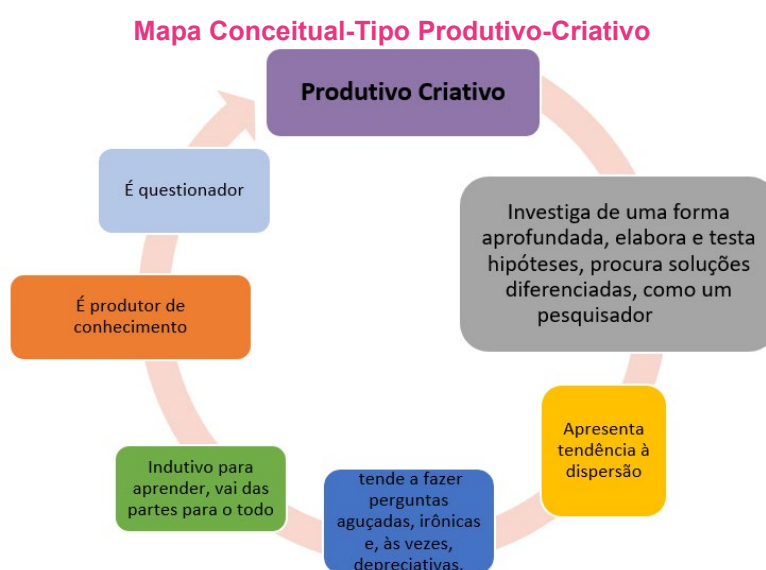 Mapa Conceitual-Tipo Produtivo-Criativo
Produtivo Criativo
Investiga de uma forma
aprofundada, elabora e testa
hipóteses, procura soluções
diferenciadas, como um
pesquisador
Apresenta
tendência à
dispersão
tende a fazer
perguntas
aguçadas, irônicas
e, às vezes,
depreciativas.
Indutivo para
aprender, vai das
partes para o todo
É produtor de
conhecimento
É questionador